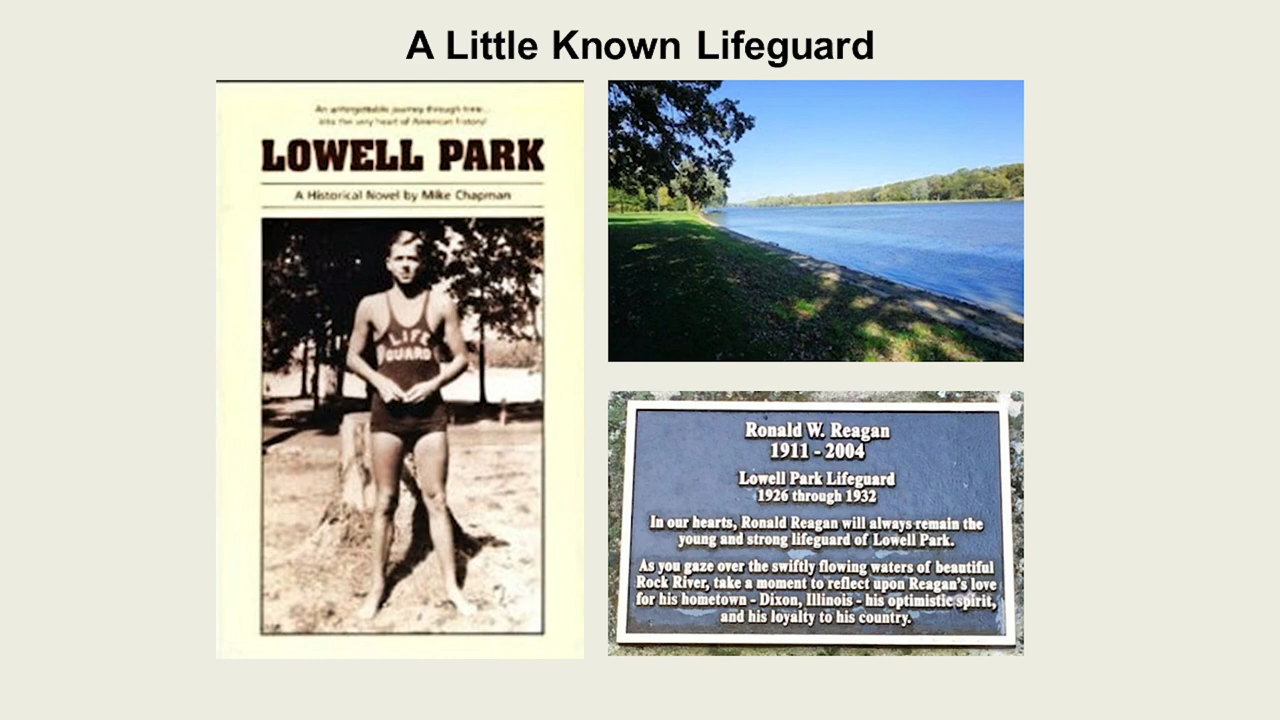 A Little Known Lifeguard
An unforgettable journey through time...
into the very heart of American history!
LOWELL PARK
A Historical Novel by Mike Chapman
LIFE
GUARD
Ronald W. Reagan
1911 - 2004
Lowell Park Lifeguard
1926 through 1932
In our hearts, Ronald Reagan will always remain the
young and strong lifeguard of Lowell Park.
As you gaze over the swiftly flowing waters of beautiful
Rock River, take a moment to reflect upon Reagan's love
for his hometown - Dixon, Illinois - his optimistic spirit,
and his loyalty to his country.